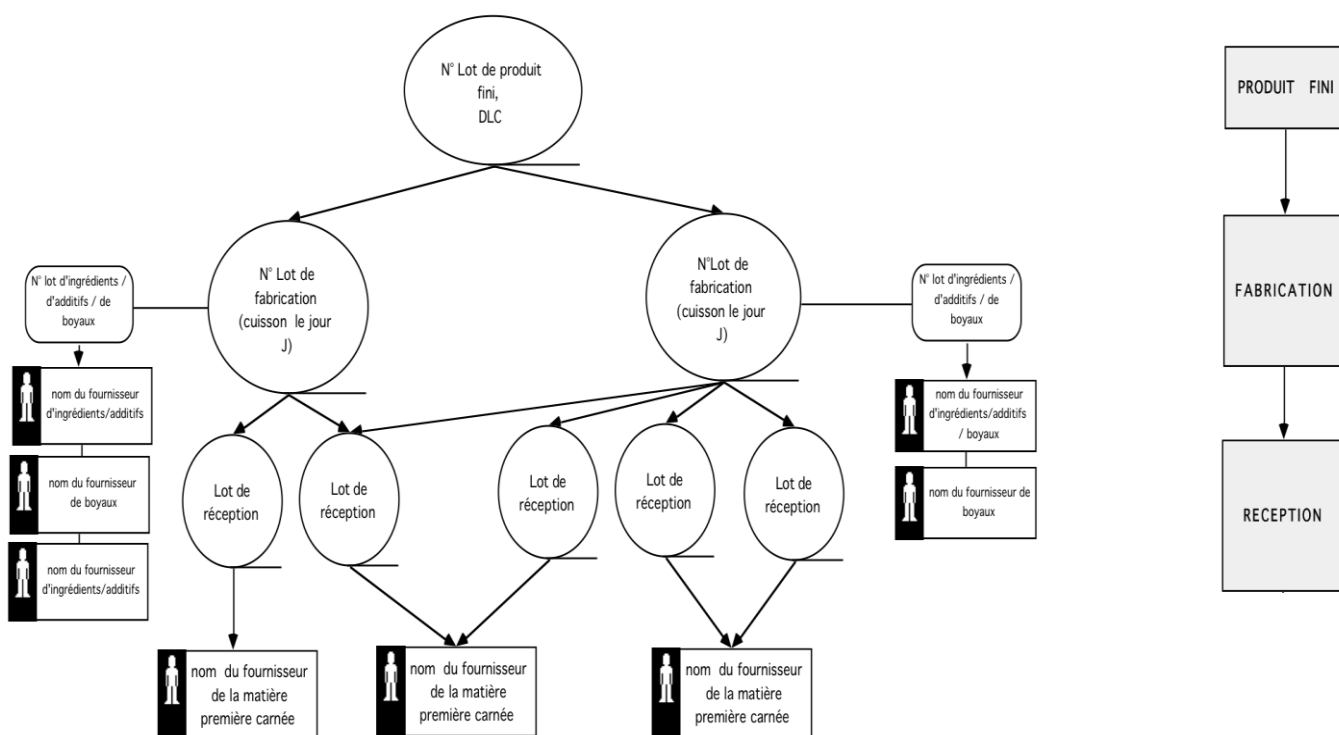 N° Lot de produit
fini,
DLC
PRODUIT FINI
N° Lot de
fabrication
(cuisson le jour
J)
N°Lot de
fabrication
(cuisson le jour
J)
N° lot d'ingrédients /
d'additifs / de
boyaux
N° lot d'ingrédients /
d'additifs / de
boyaux
FABRICATION
nom du fournisseur
d'ingrédients/additifs
nom du fournisseur
de boyaux
nom du fournisseur
d'ingrédients/additifs
nom du fournisseur
d'ingrédients/additifs
/ boyaux
nom du fournisseur de
boyaux
Lot de
réception
Lot de
réception
Lot de
réception
Lot de
réception
Lot de
réception
RECEPTION
nom du fournisseur
de la matière
première carnée
nom du fournisseur
de la matière
première carnée
nom du fournisseur
de la matière
première carnée